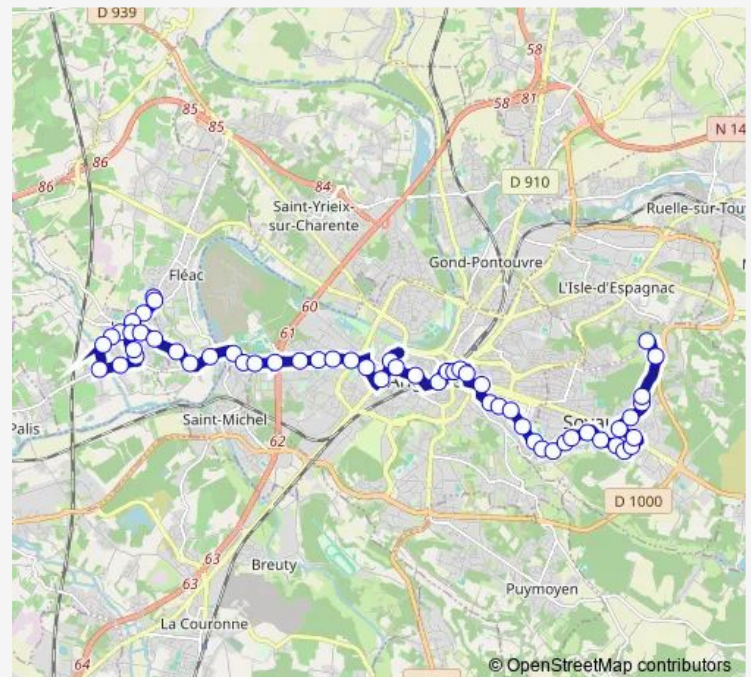 D 939
58
85
58
81
N 14
85
86
86
84
D 910
Saint-Yrieix-
sur-Charente
Ruelle-sur-Tou
Gond-Pontouvre
Fléac
L'Isle-d'Espagnac
60
61
Saint-Michel
Palis
62
D 1000
Breuty
63
63
Puymoyen
La Couronne
64
© OpenStreetMap contributors